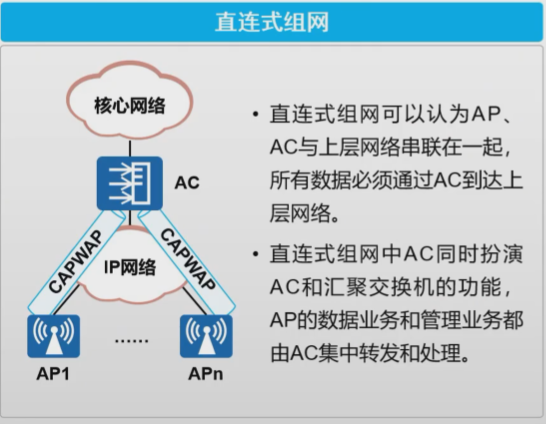 直连式组网
核心网络
AC
CAPWAP
CAPWAP
IP网络
AP1
......
APn
• 直连式组网可以认为AP、
AC与上层网络串联在一起，
所有数据必须通过AC到达上
层网络。
• 直连式组网中AC同时扮演
AC和汇聚交换机的功能，
AP的数据业务和管理业务都
由AC集中转发和处理。